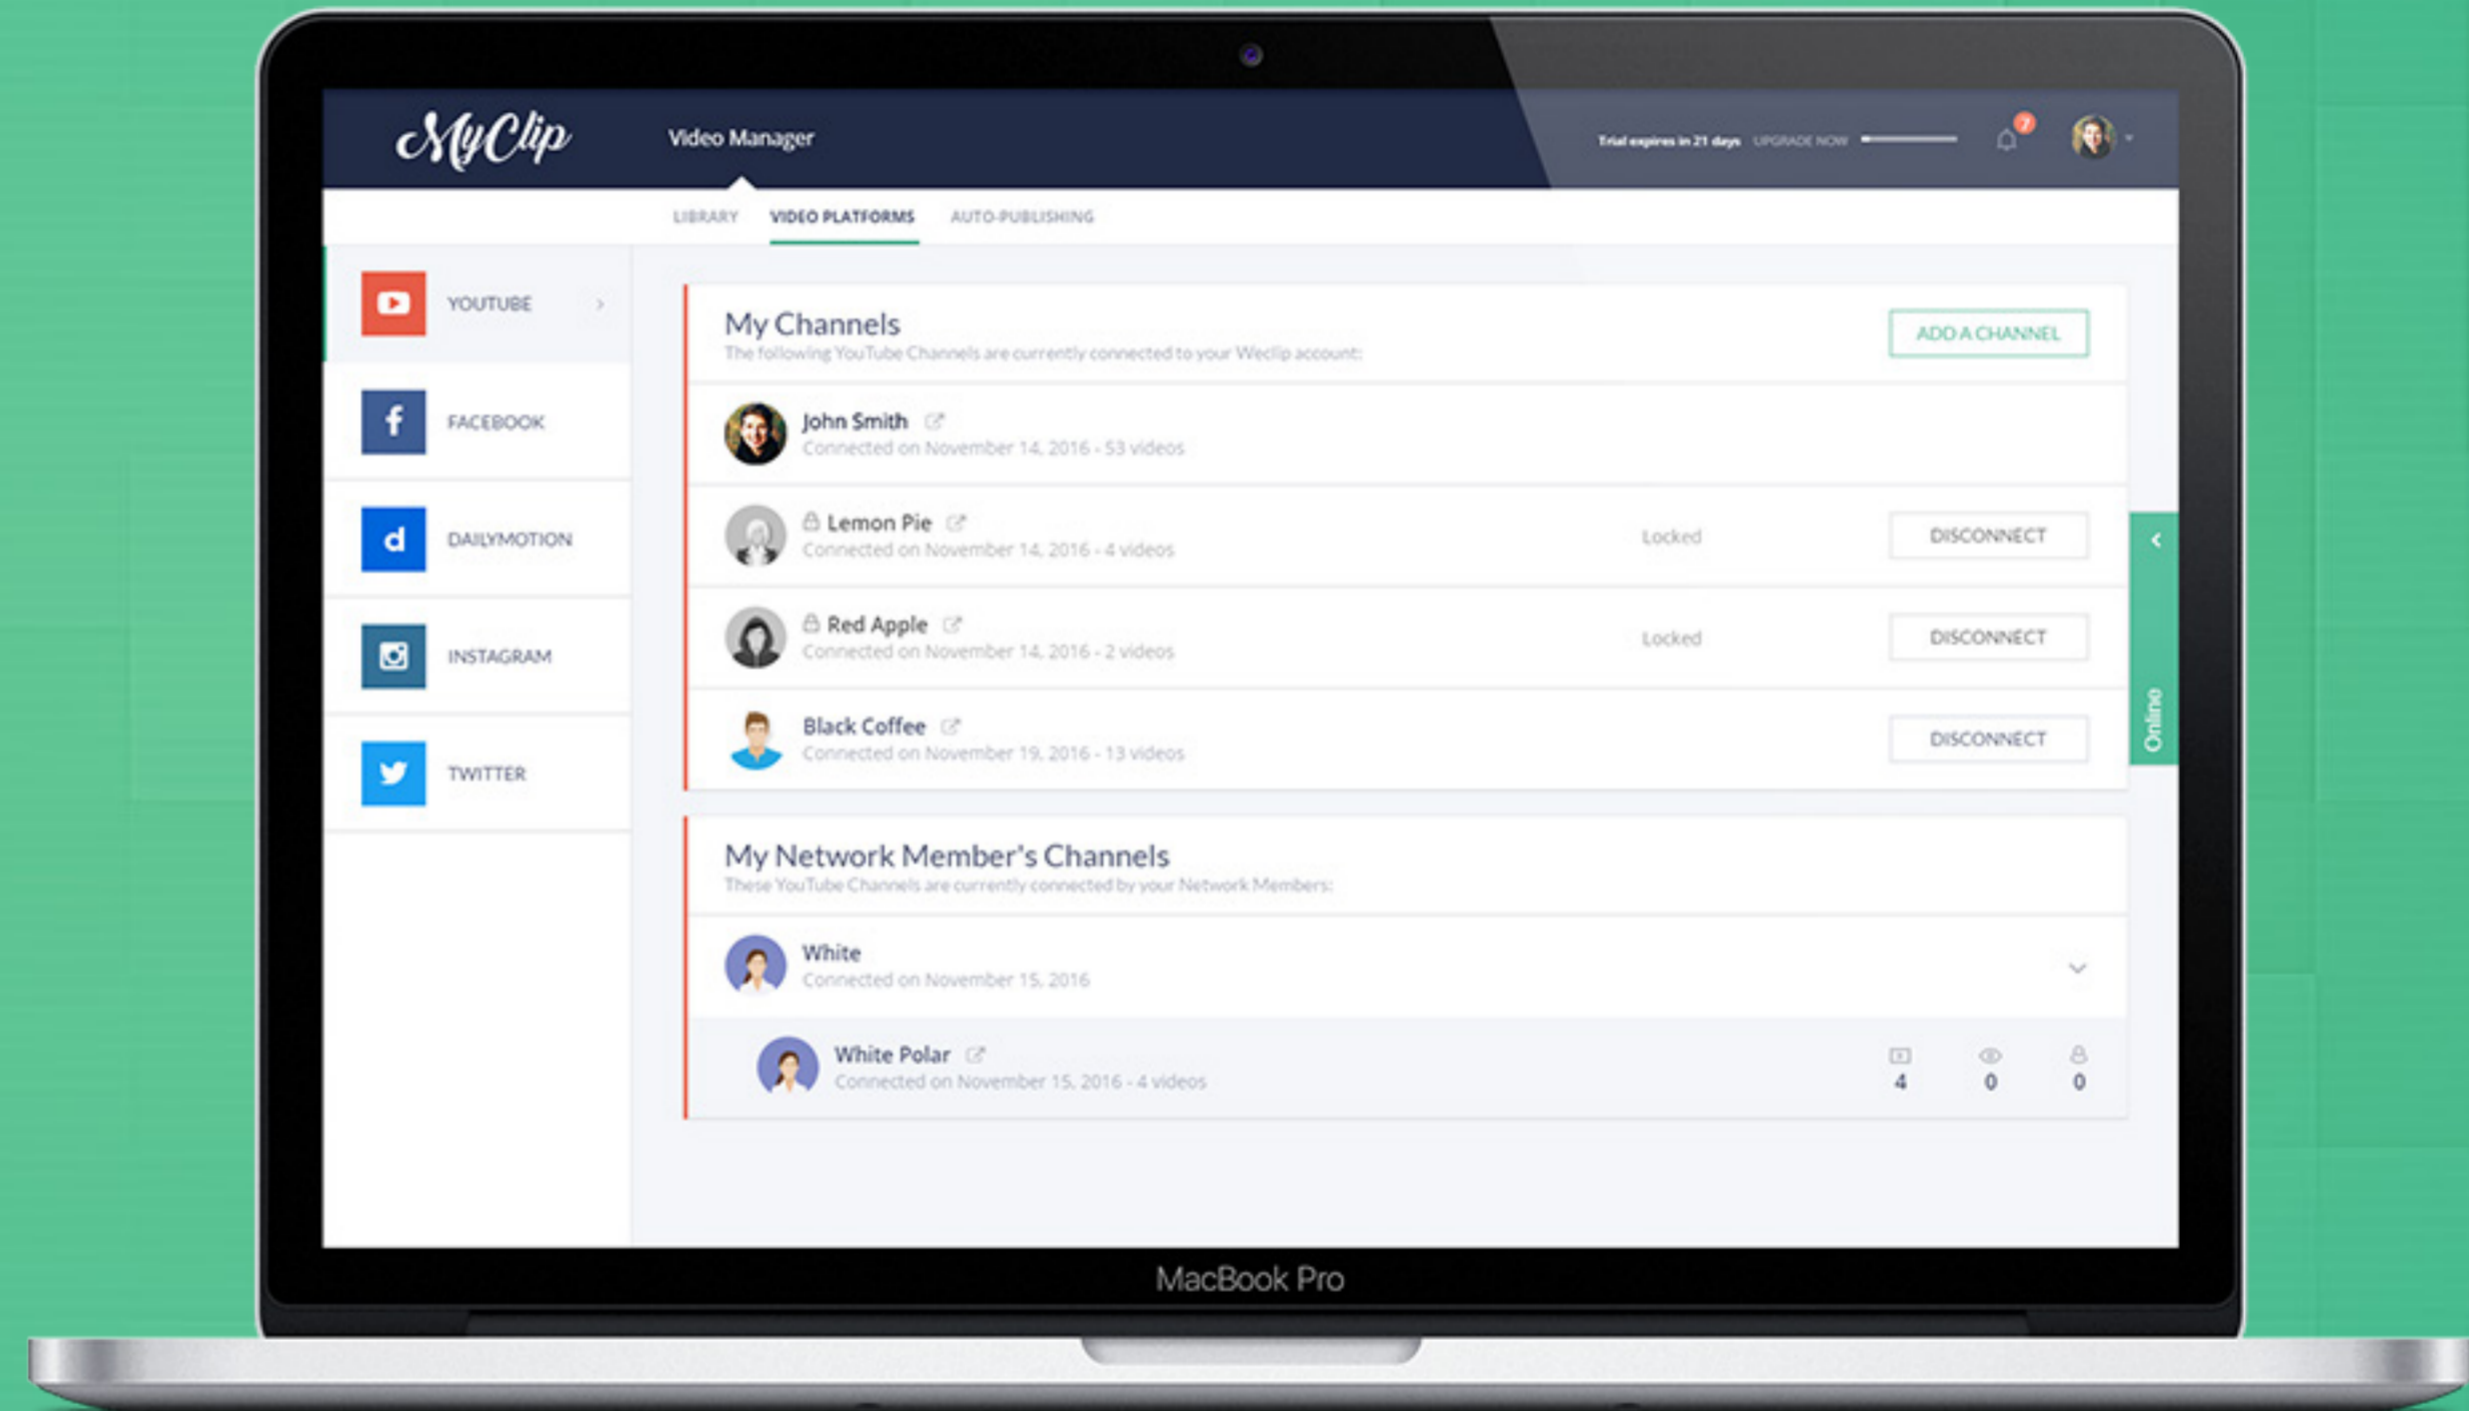 MyClip
Video Manager
Trial expires in 21 days UPGRADE NOW
7
LIBRARY VIDEO PLATFORMS AUTO-PUBLISHING
YOUTUBE
FACEBOOK
d
DAILYMOTION
INSTAGRAM
TWITTER
My Channels
The following YouTube Channels are currently connected to your Weclip account:
ADD A CHANNEL
John Smith
Connected on November 14, 2016 - 53 videos
Lemon Pie
Connected on November 14, 2016 - 4 videos
Locked
DISCONNECT
Red Apple
Connected on November 14, 2016 - 2 videos
Locked
DISCONNECT
Black Coffee
Connected on November 19, 2016 - 13 videos
DISCONNECT
Online
My Network Member's Channels
These YouTube Channels are currently connected by your Network Members:
White
Connected on November 15, 2016
White Polar
Connected on November 15, 2016 - 4 videos
4 0 0
MacBook Pro